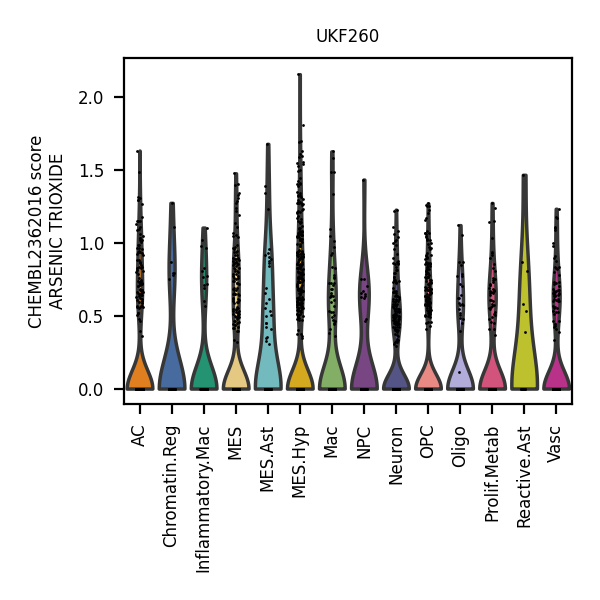 UKF260
CHEMBL2362016 score
ARSENIC TRIOXIDE
2.0
1.5
1.0
0.5
0.0
AC
Chromatin.Reg
Inflammatory.Mac
MES
MES.Ast
MES.Hyp
Mac
NPC
Neuron
OPC
Oligo
Prolif.Metab
Reactive.Ast
Vasc